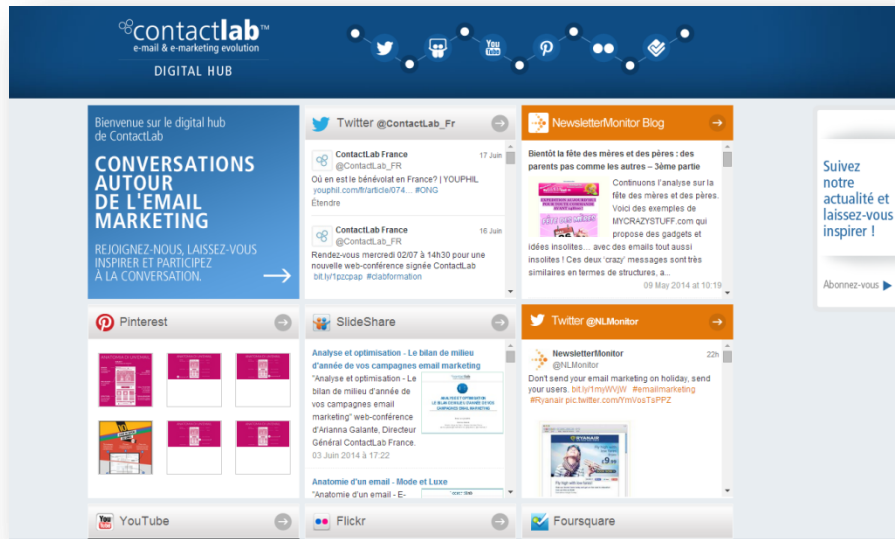 contactlab™
e-mail & e-marketing evolution
DIGITAL HUB
You
Tube
Bienvenue sur le digital hub
de ContactLab
CONVERSATIONS
AUTOUR
DE L'EMAIL
MARKETING
REJOIGNEZ-NOUS, LAISSEZ-VOUS
INSPIRER ET PARTICIPEZ
À LA CONVERSATION.
Twitter @ContactLab_Fr
ContactLab France
17 Juin
@ContactLab_FR
Où en est le bénévolat en France? | YOUPHIL
youphil.com/fr/article/074... #ONG
Étendre
ContactLab France
16 Juin
@ContactLab_FR
Rendez-vous mercredi 02/07 à 14h30 pour une
nouvelle web-conférence signée ContactLab
bit.ly/1pzcpap #clabformation
NewsletterMonitor Blog
Bientôt la fête des mères et des pères : des
parents pas comme les autres – 3ème partie
Continuons l'analyse sur la
fête des mères et des pères.
Voici des exemples de
MYCRAZYSTUFF.com qui
propose des gadgets et
idées insolites… avec des emails tout aussi
insolites ! Ces deux 'crazy' messages sont très
similaires en termes de structures, a...
09 May 2014 at 10:19
Suivez
notre
actualité et
laissez-vous
inspirer !
Abonnez-vous
Pinterest
SlideShare
Analyse et optimisation - Le bilan de milieu
d'année de vos campagnes email marketing
"Analyse et optimisation - Le
bilan de milieu d'année de
vos campagnes email
marketing" web-conférence
d'Arianna Galante, Directeur
Général ContactLab France.
03 Juin 2014 à 17:22
Anatomie d'un email - Mode et Luxe
"Anatomie d'un email - E-
Twitter @NLMonitor
NewsletterMonitor
22h
@NLMonitor
Don't send your email marketing on holiday, send
your users. bit.ly/1myWVjW #emailmarketing
#Ryanair pic.twitter.com/YmVosTsPPZ
RYANAIR
YouTube
Flickr
Foursquare